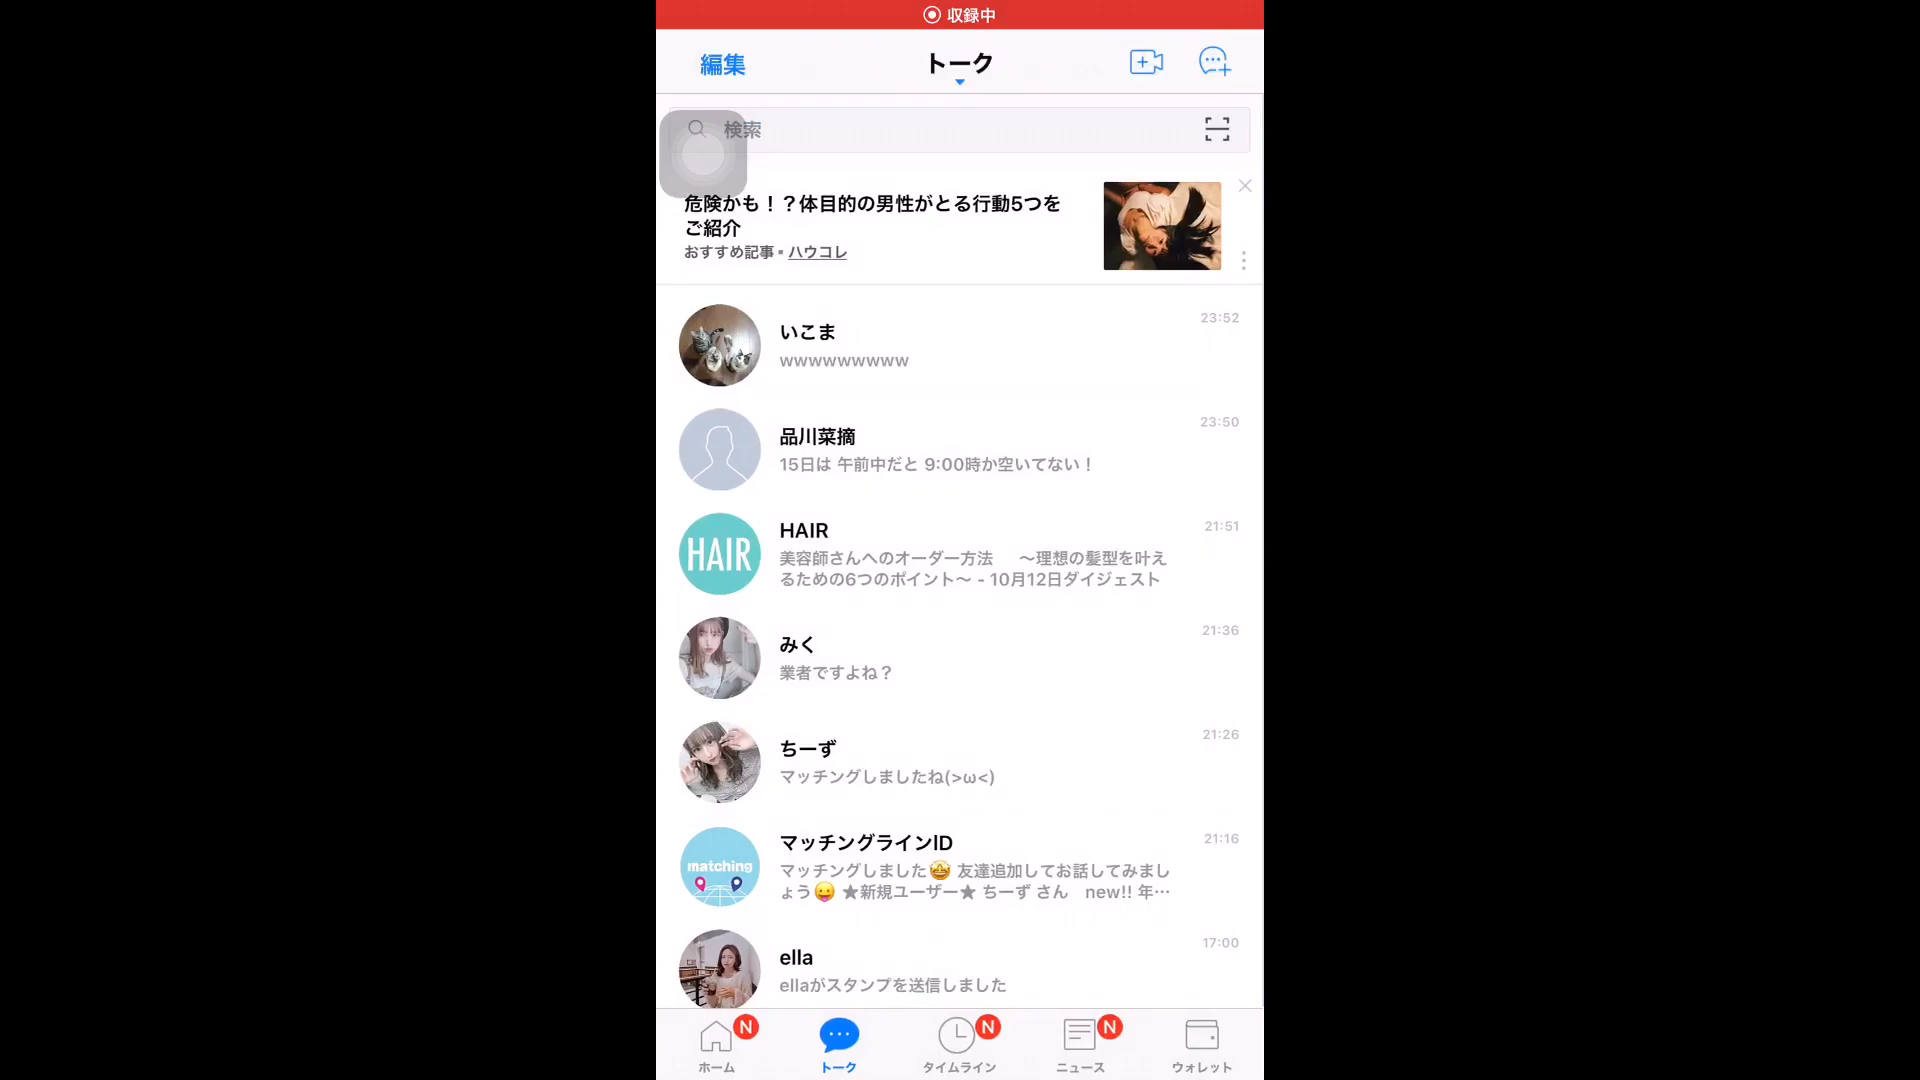 収録中
編集
トーク
検索
危険かも！？体目的の男性がとる行動5つを
ご紹介
おすすめ記事・ハウコレ
いこま
23:52
wwwwwwwww
品川菜摘
23:50
15日は 午前中だと 9:00時か空いてない！
HAIR
HAIR
21:51
美容師さんへのオーダー方法　〜理想の髪型を叶え
るための6つのポイント〜 - 10月12日ダイジェスト
みく
21:36
業者ですよね？
ちーず
21:26
マッチングしましたね(>ω<)
matching
マッチングラインID
21:16
マッチングしました🤩 友達追加してお話してみまし
ょう😛 ★新規ユーザー★ ちーず さん　new!! 年…
ella
17:00
ellaがスタンプを送信しました
N
N
N
ホーム
トーク
タイムライン
ニュース
ウォレット